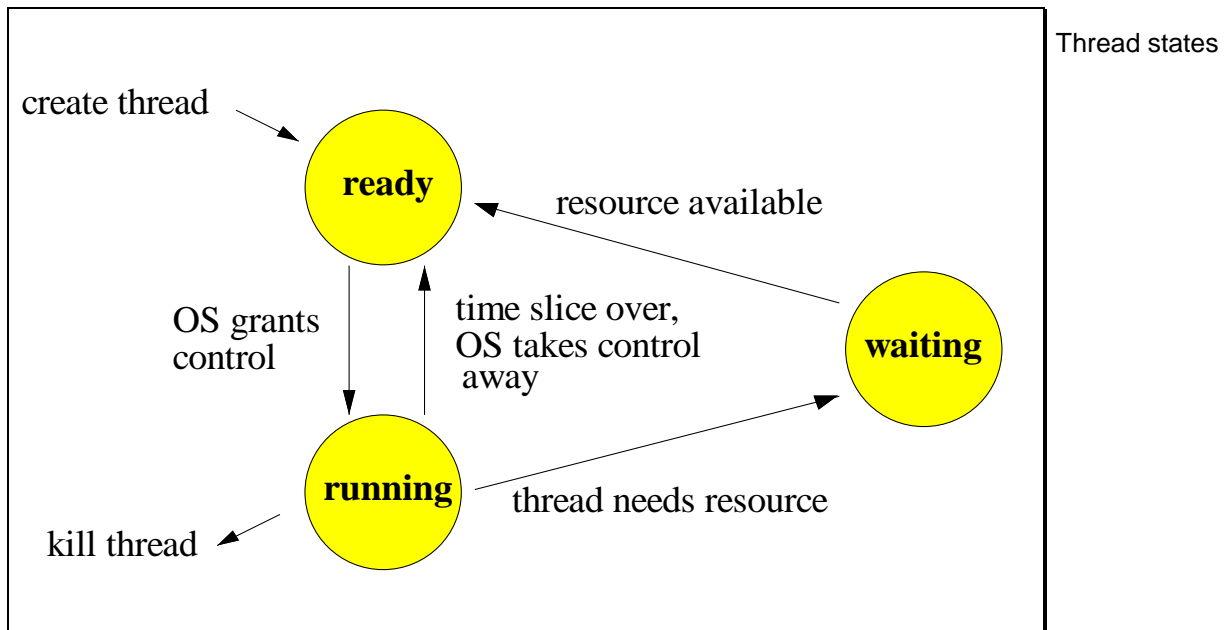 Thread states
create thread
ready
resource available
OS grants
control
time slice over,
OS takes control
away
waiting
running
thread needs resource
kill thread